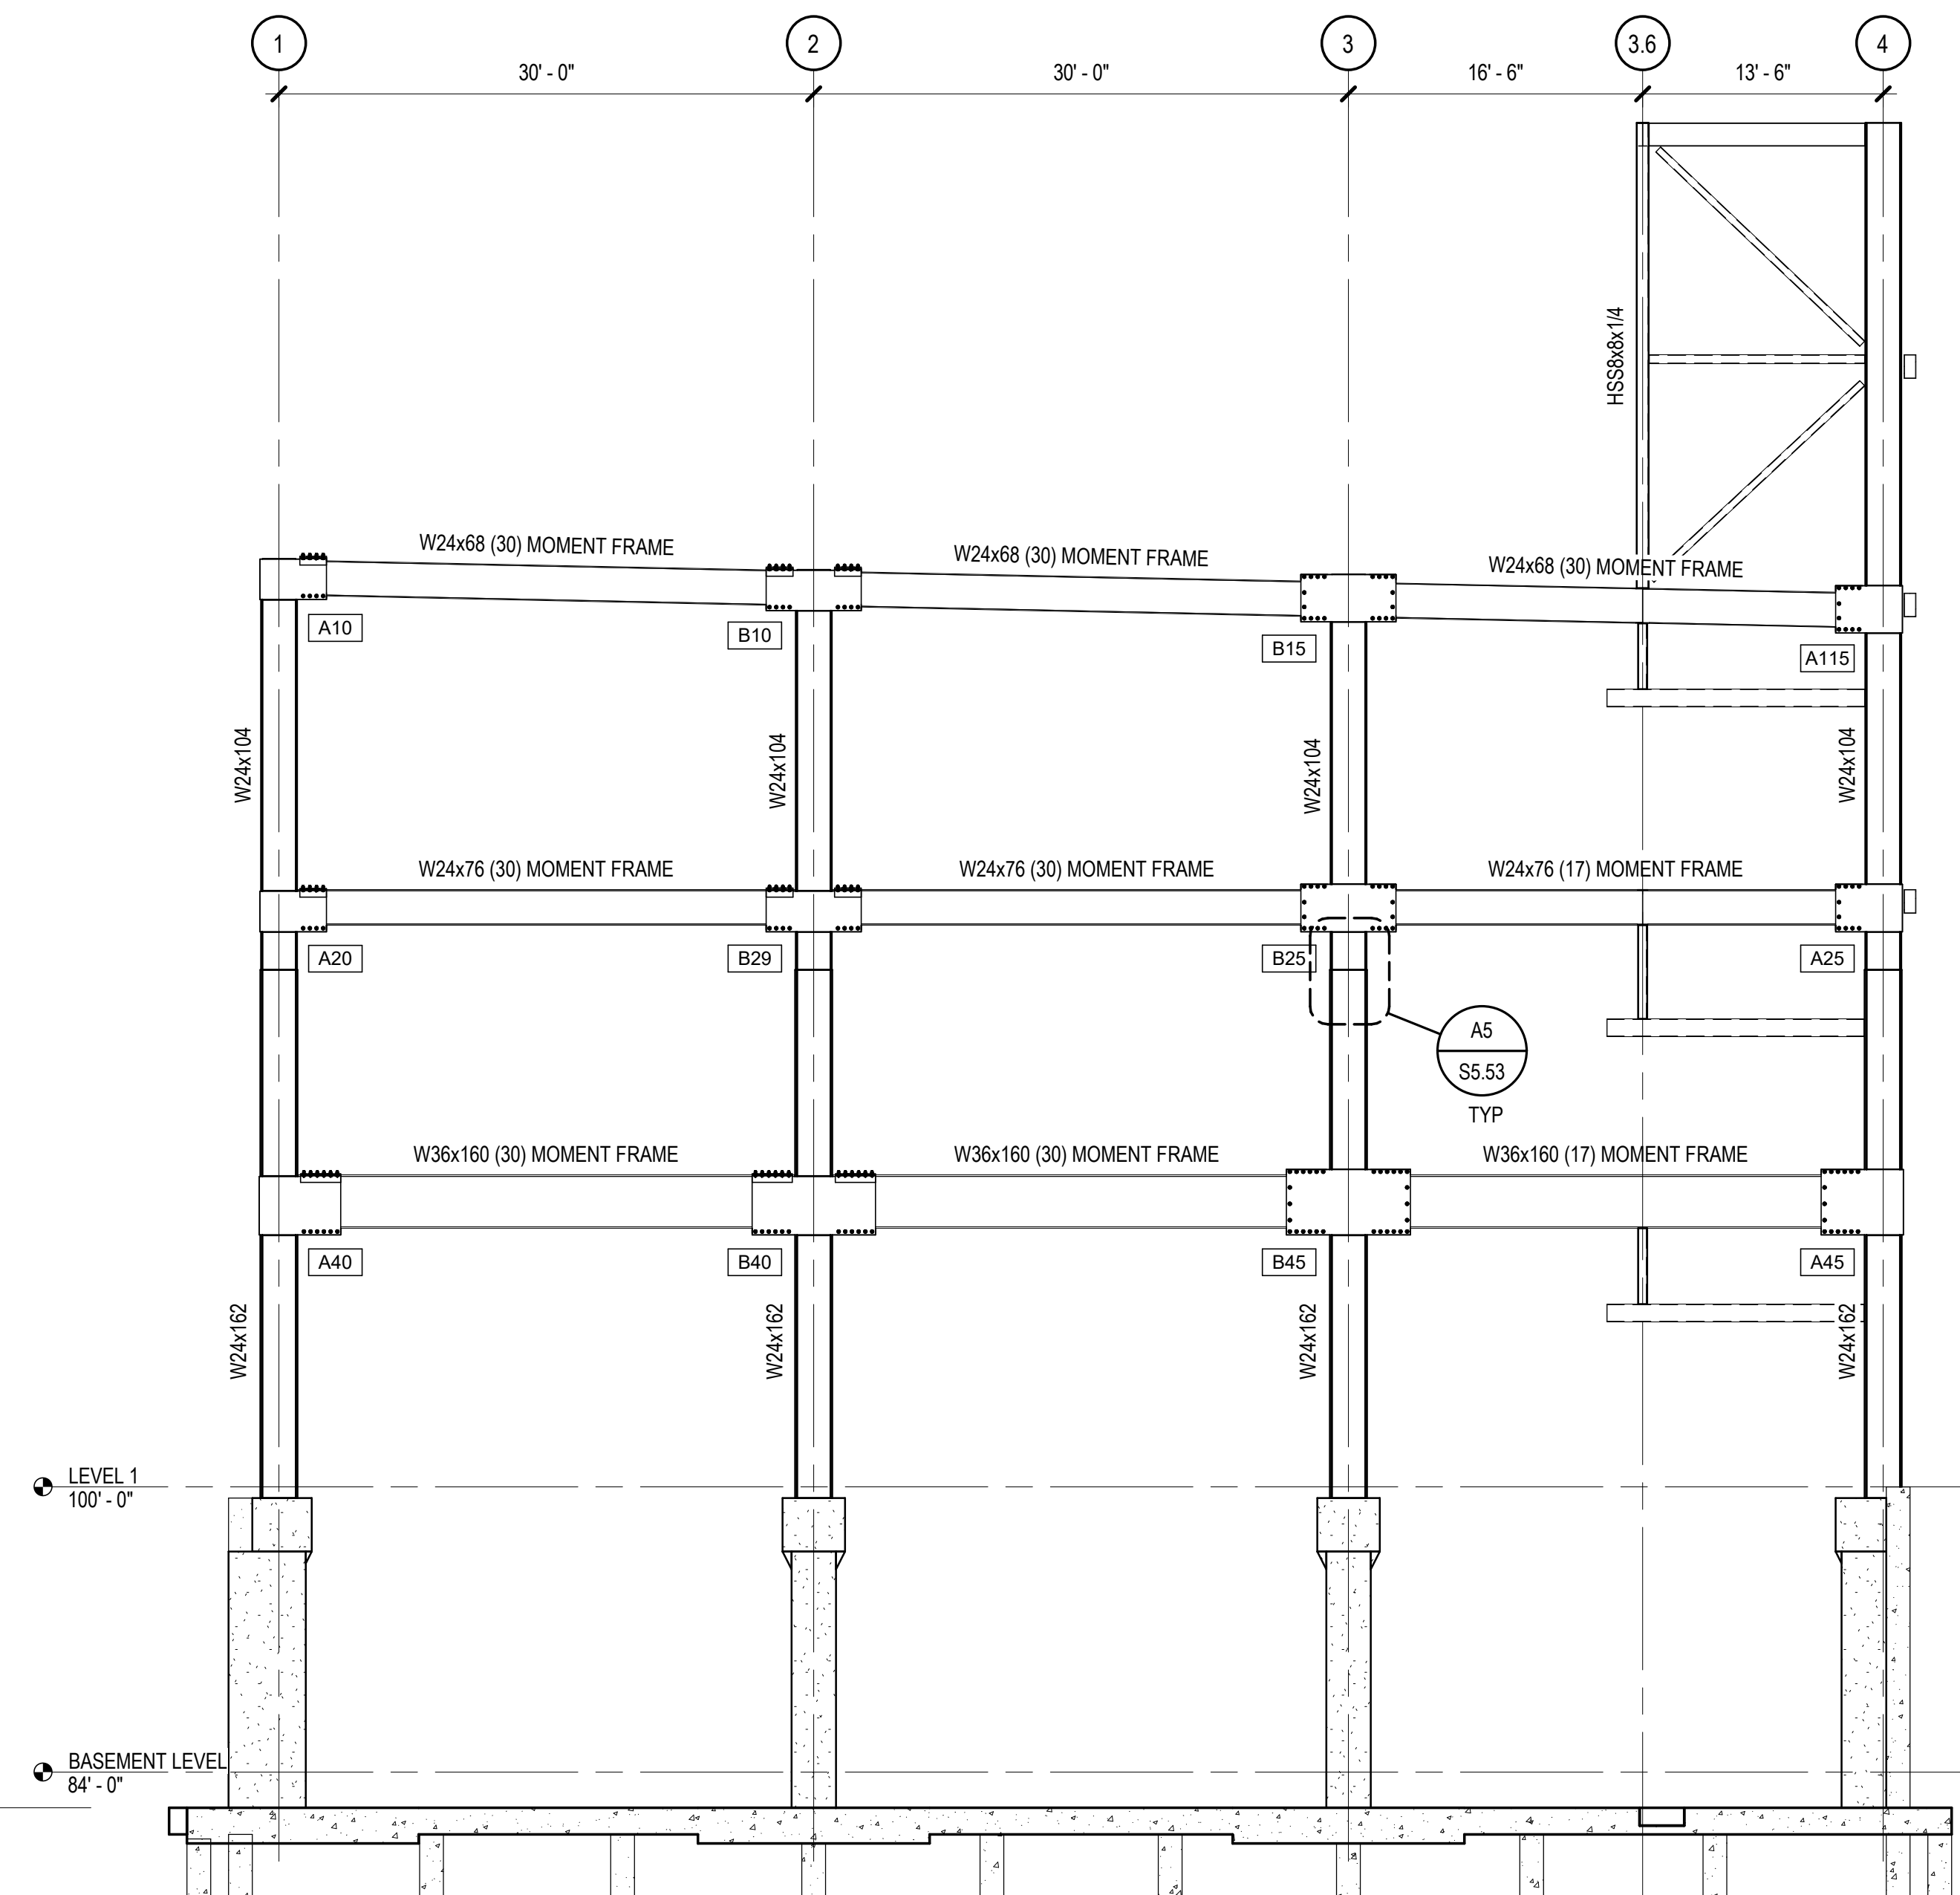 1
2
3
3.6
4
30' - 0"
30' - 0"
16' - 6"
13' - 6"
HSS8x8x1/4
W24x68 (30) MOMENT FRAME
W24x68 (30) MOMENT FRAME
W24x68 (30) MOMENT FRAME
A10
B10
B15
A115
W24x104
W24x104
W24x104
W24x104
W24x76 (30) MOMENT FRAME
W24x76 (30) MOMENT FRAME
W24x76 (17) MOMENT FRAME
A20
B29
B25
A25
A5
S5.53
TYP
W36x160 (30) MOMENT FRAME
W36x160 (30) MOMENT FRAME
W36x160 (17) MOMENT FRAME
A40
B40
B45
A45
W24x162
W24x162
W24x162
W24x162
LEVEL 1
100' - 0"
BASEMENT LEVEL
84' - 0"